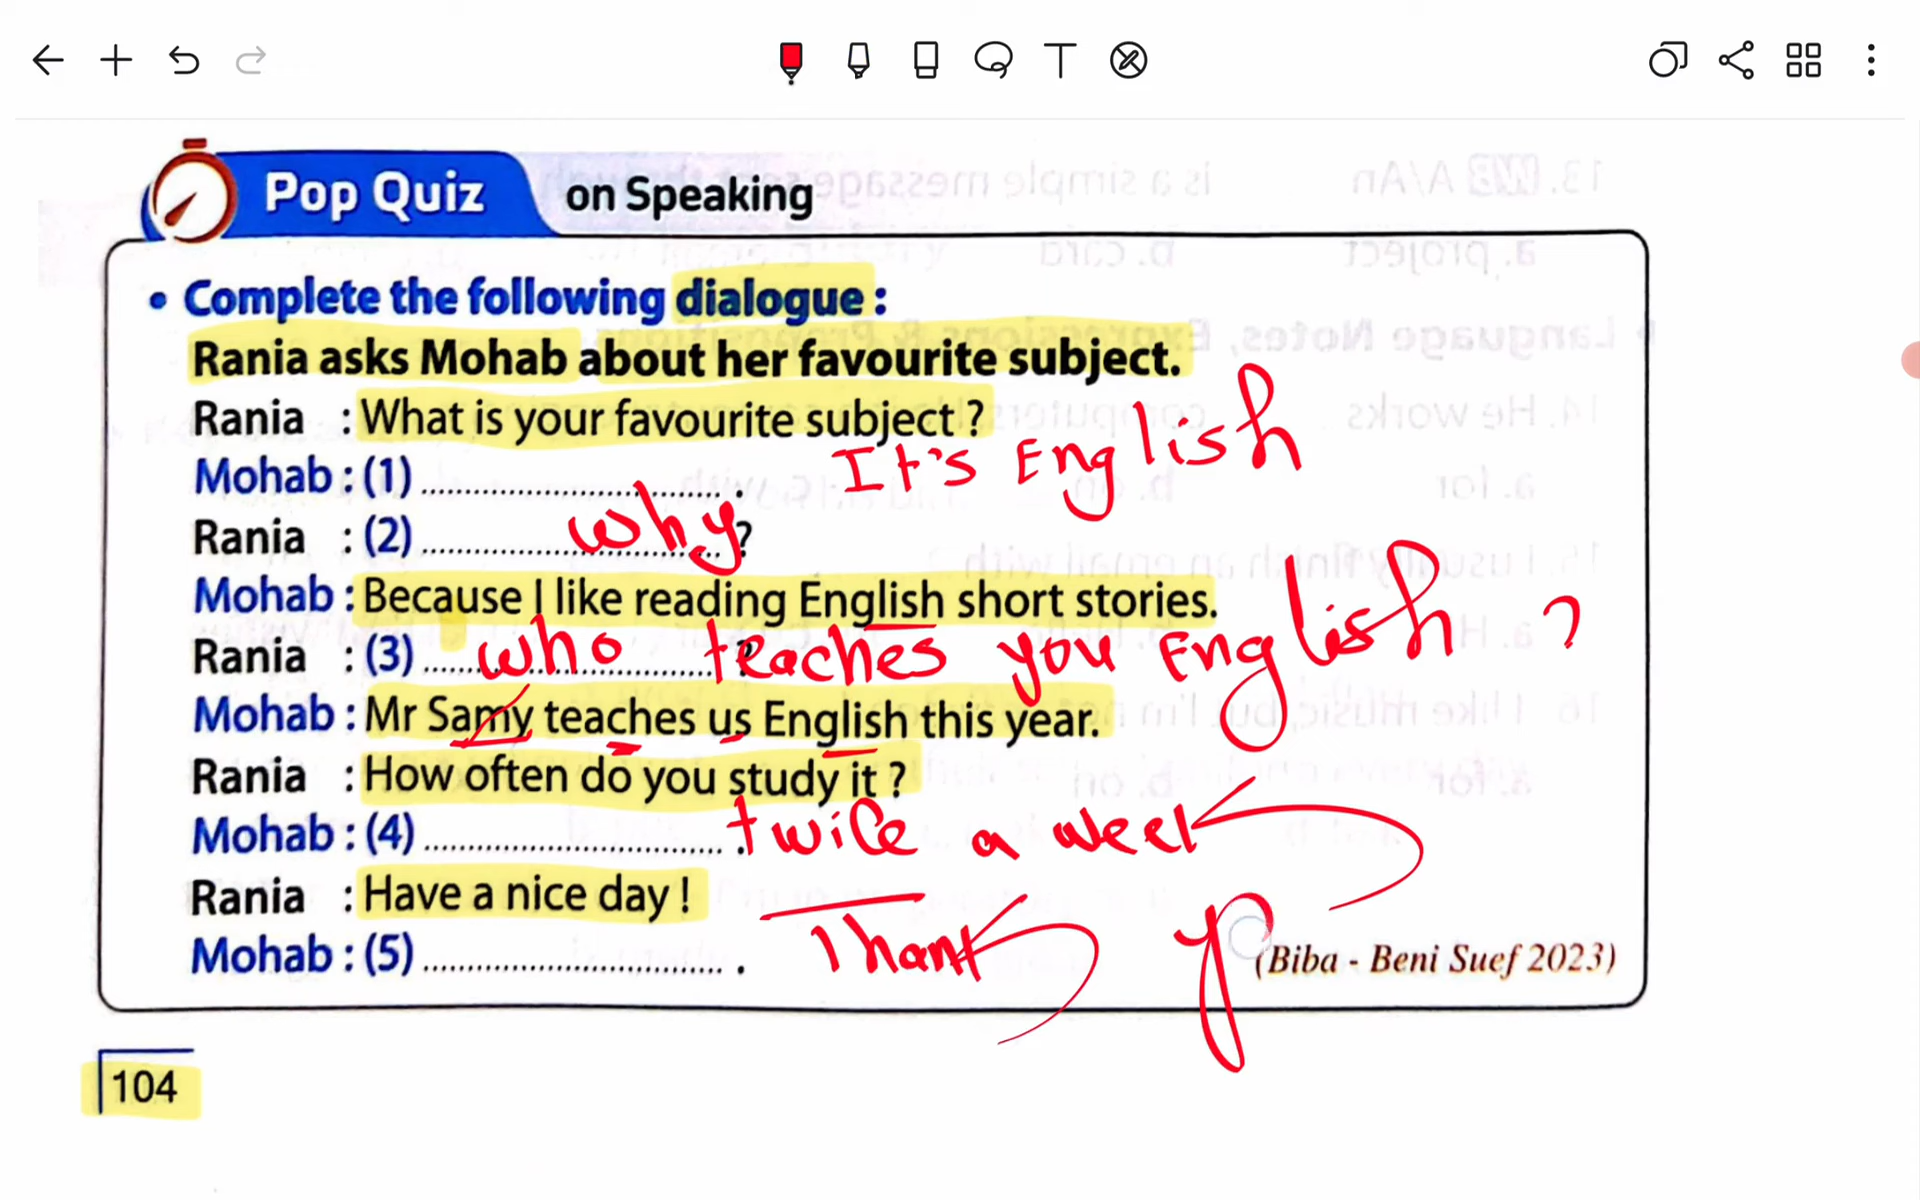 Pop Quiz on Speaking
• Complete the following dialogue :
Rania asks Mohab about her favourite subject.
Rania : What is your favourite subject ?
Mohab : (1) .................................. . It's English
Rania : (2) .................................. ? why
Mohab : Because I like reading English short stories.
Rania : (3) .................................. ? who teaches you English ?
Mohab : Mr Samy teaches us English this year.
Rania : How often do you study it ?
Mohab : (4) .................................. . twice a week
Rania : Have a nice day !
Mohab : (5) .................................. . Thank y
(Biba - Beni Suef 2023)
104